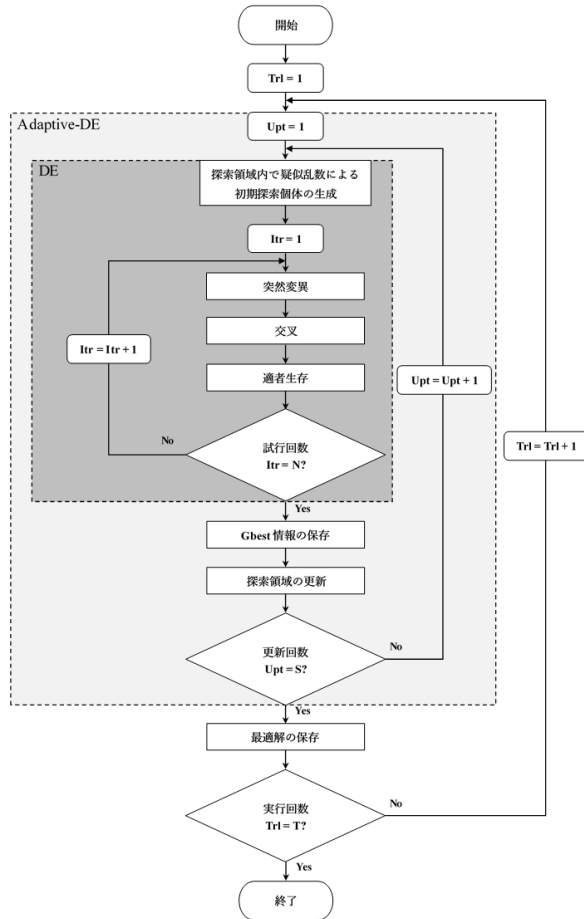 開始
Trl = 1
Adaptive-DE
Upt = 1
DE
探索領域内で疑似乱数による
初期探索個体の生成
Itr = 1
突然変異
Itr = Itr + 1
交叉
適者生存
Upt = Upt + 1
No
試行回数
Itr = N?
Trl = Trl + 1
Yes
Gbest 情報の保存
探索領域の更新
更新回数
Upt = S?
No
Yes
最適解の保存
実行回数
Trl = T?
No
Yes
終了